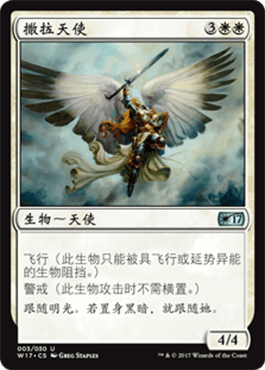 撒拉天使 3
生物～天使 17
飞行（此生物只能被具飞行或延势异能
的生物阻挡。）
警戒（此生物攻击时不需横置。）
跟随明光。若置身黑暗，就跟随她。
4/4
003/030 U
W17 • CS GREG STAPLES
™ & © 2017 Wizards of the Coast